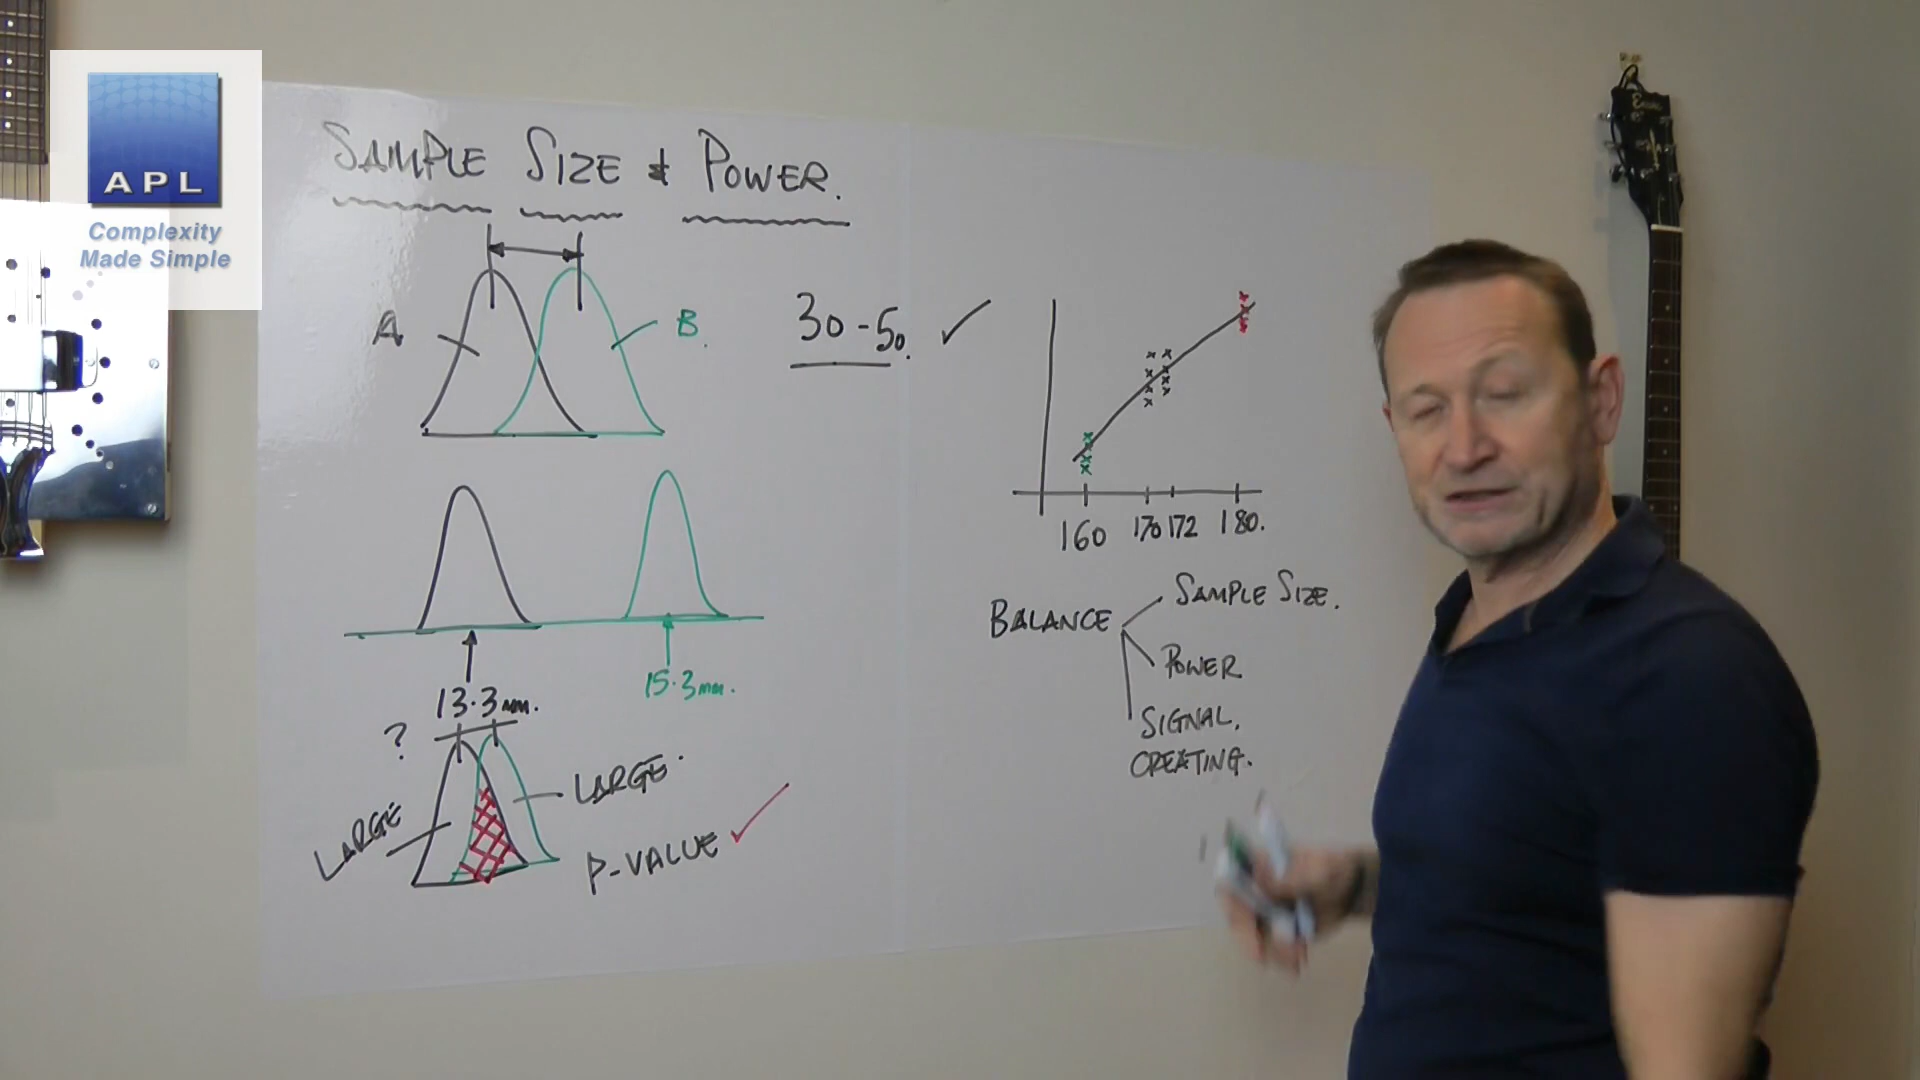 APL
Complexity
Made Simple
SAMPLE SIZE & POWER.
A
B.
30-50.
13.3mm.
15.3mm.
?
LARGE
LARGE.
P-VALUE
160 170 172 180.
BALANCE
SAMPLE SIZE.
POWER
SIGNAL.
CREATING.